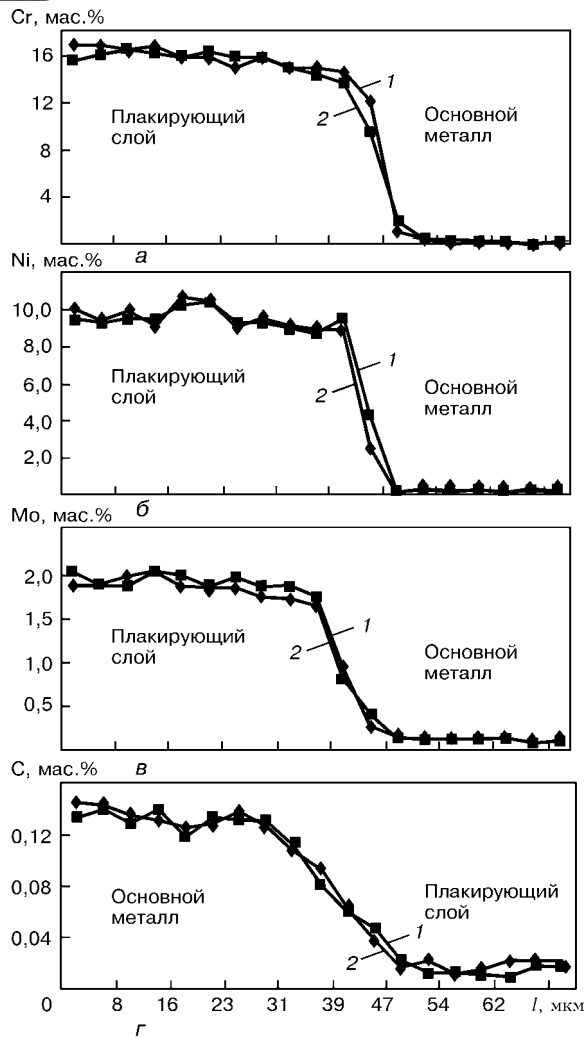 Cr, мас.%
16
12
8
4
Плакирующий
слой
1
2
Основной
металл
а
Ni, мас.%
10,0
8,0
6,0
4,0
2,0
Плакирующий
слой
1
2
Основной
металл
б
Mo, мас.%
2,0
1,5
1,0
0,5
Плакирующий
слой
1
2
Основной
металл
в
C, мас.%
0,12
0,08
0,04
Основной
металл
Плакирующий
слой
1
2
0 8 16 23 31 39 47 54 62 l, мкм
г